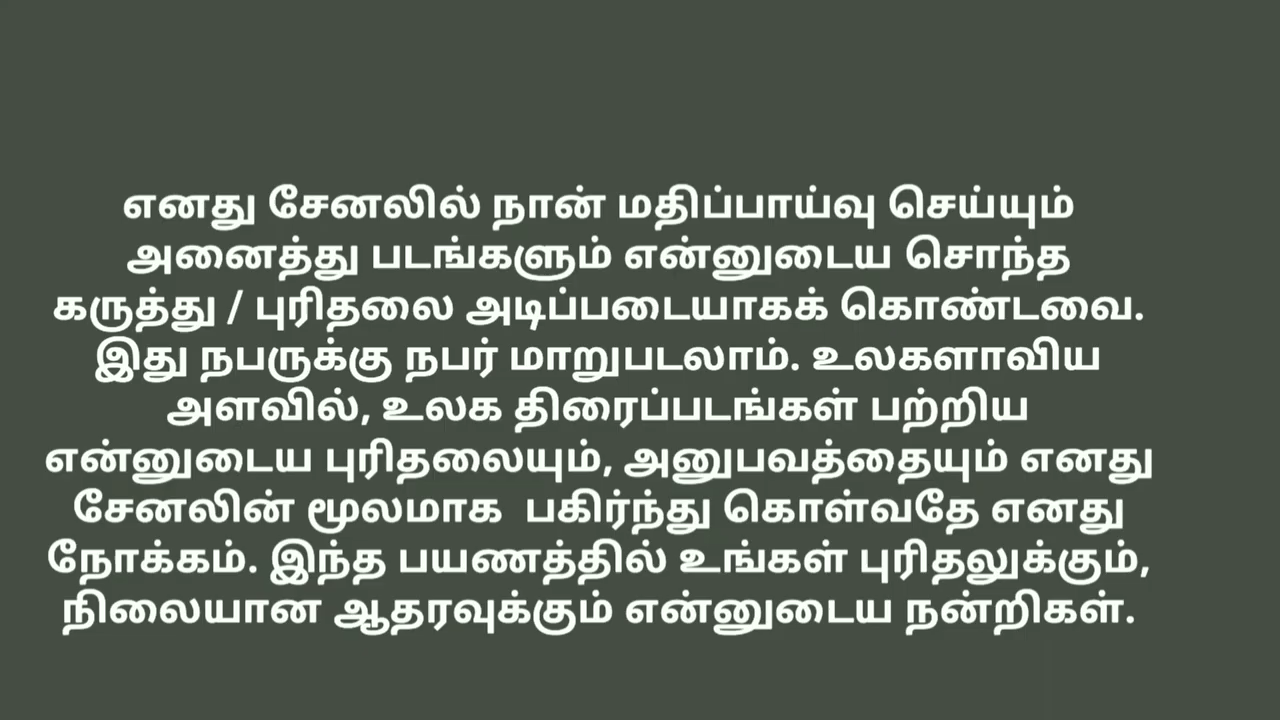 எனது சேனலில் நான் மதிப்பாய்வு செய்யும்
அனைத்து படங்களும் என்னுடைய சொந்த
கருத்து / புரிதலை அடிப்படையாகக் கொண்டவை.
இது நபருக்கு நபர் மாறுபடலாம். உலகளாவிய
அளவில், உலக திரைப்படங்கள் பற்றிய
என்னுடைய புரிதலையும், அனுபவத்தையும் எனது
சேனலின் மூலமாக  பகிர்ந்து கொள்வதே எனது
நோக்கம். இந்த பயணத்தில் உங்கள் புரிதலுக்கும்,
நிலையான ஆதரவுக்கும் என்னுடைய நன்றிகள்.